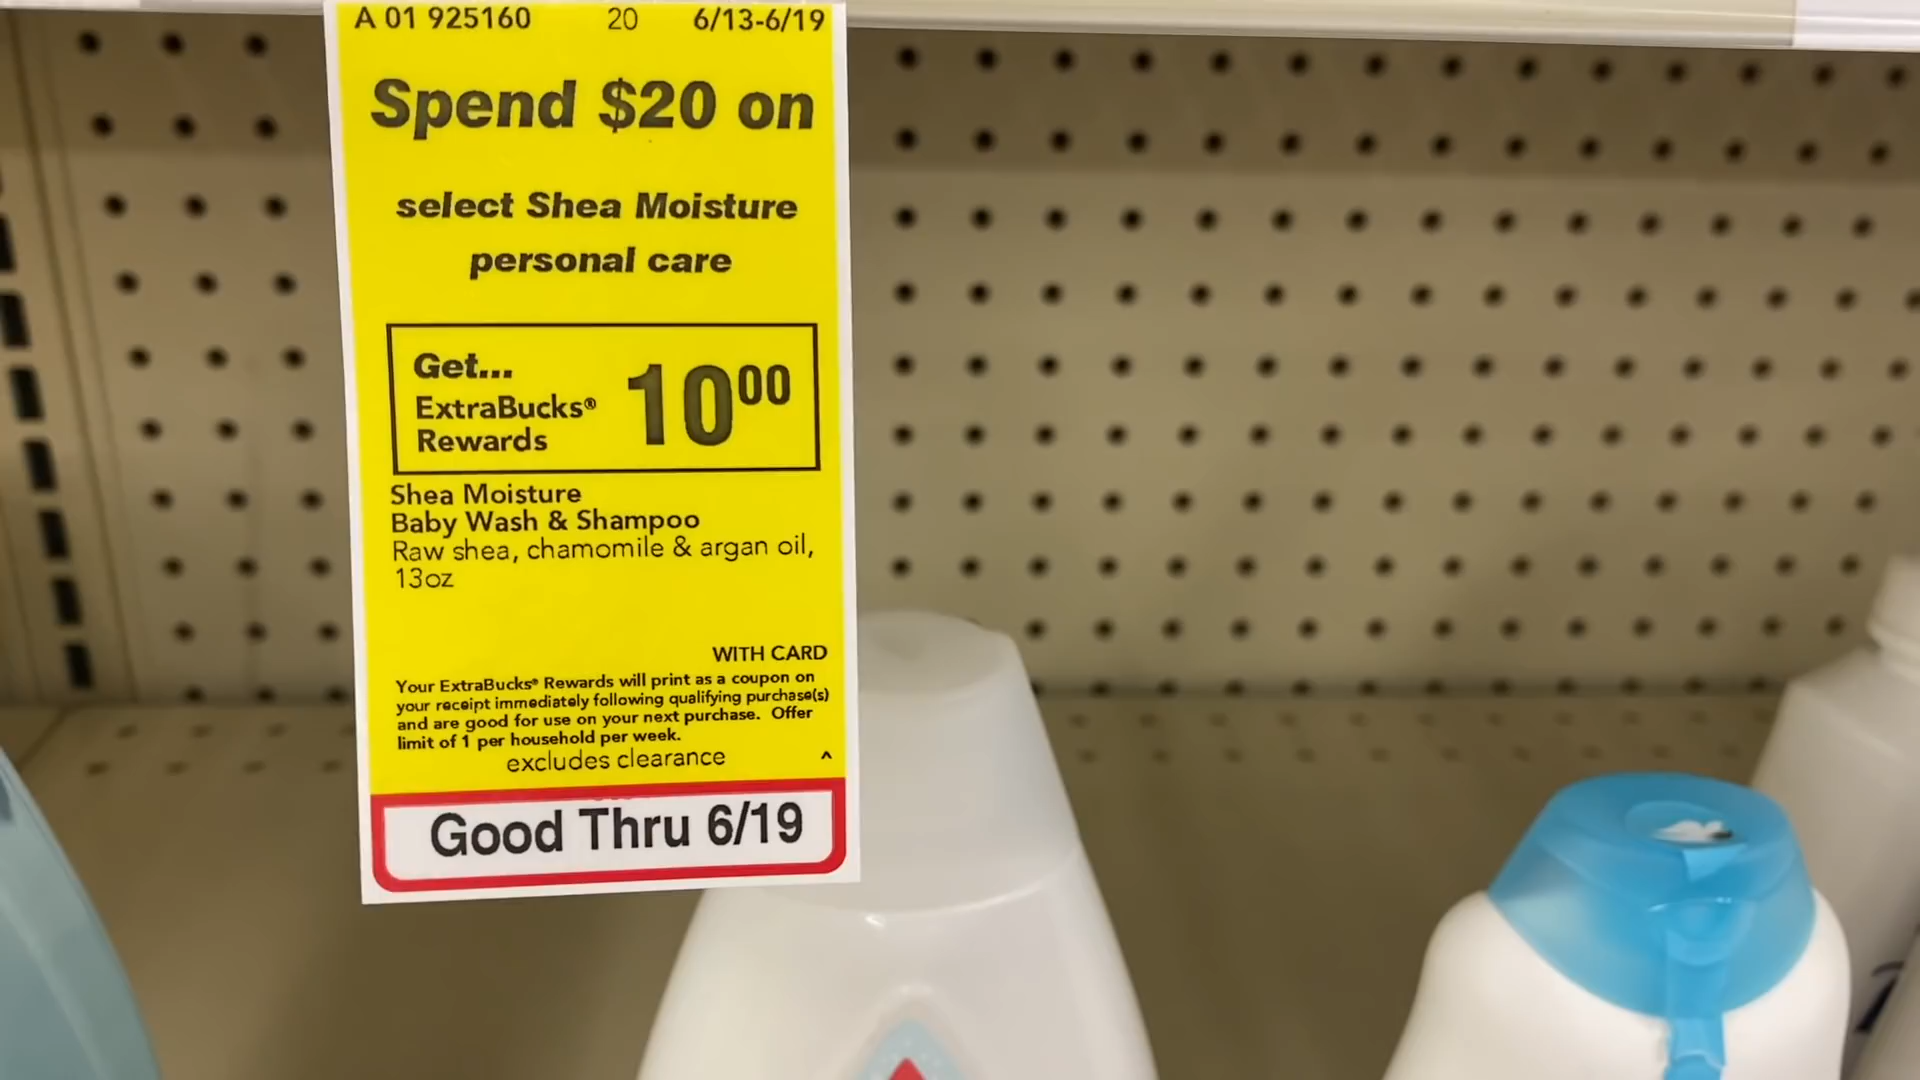 A 01 925160 20 6/13-6/19
Spend $20 on
select Shea Moisture
personal care
Get...
ExtraBucks®
Rewards
10⁰⁰
Shea Moisture
Baby Wash & Shampoo
Raw shea, chamomile & argan oil,
13oz
WITH CARD
Your ExtraBucks® Rewards will print as a coupon on
your receipt immediately following qualifying purchase(s)
and are good for use on your next purchase. Offer
limit of 1 per household per week.
excludes clearance ^
Good Thru 6/19